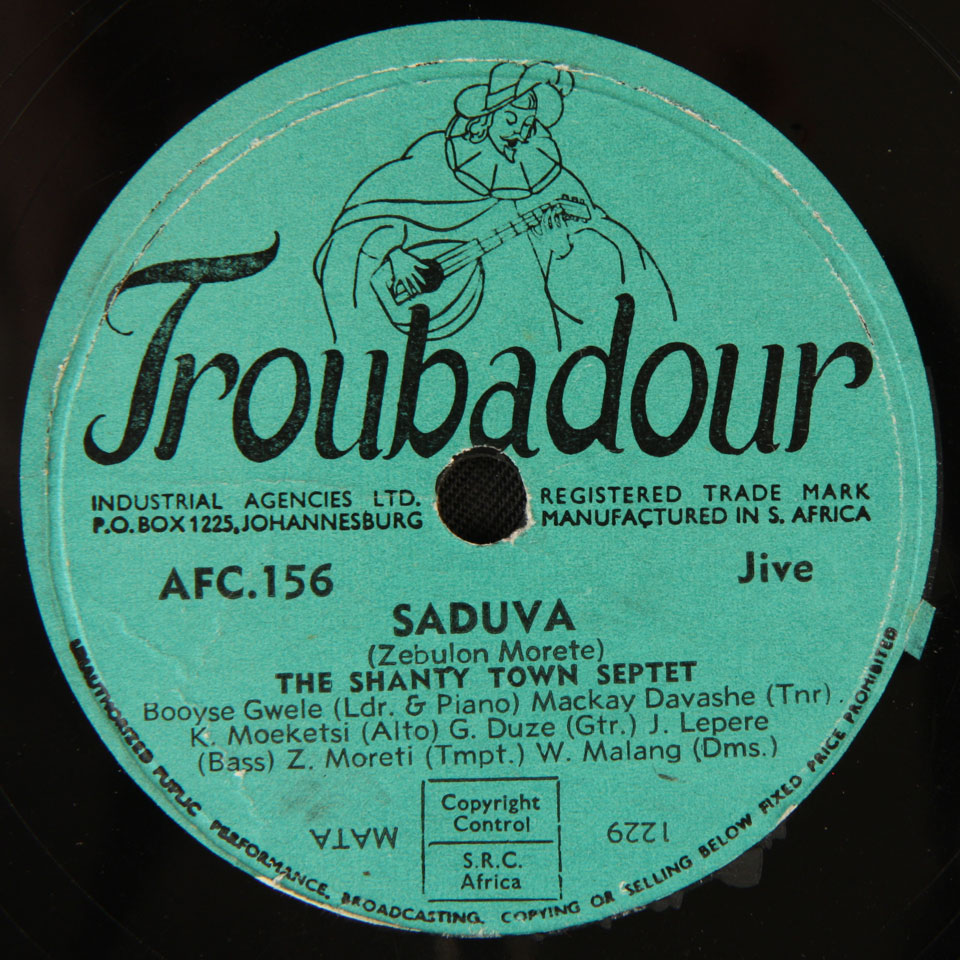 Troubadour
INDUSTRIAL AGENCIES LTD.
P.O. BOX 1225, JOHANNESBURG
REGISTERED TRADE MARK
MANUFACTURED IN S. AFRICA
AFC.156
Jive
SADUVA
(Zebulon Morete)
THE SHANTY TOWN SEPTET
Booyse Gwele (Ldr. & Piano) Mackay Davashe (Tnr) .
K. Moeketsi (Alto) G. Duze (Gtr.) J. Lepere
(Bass) Z. Moreti (Tmpt.) W. Malang (Dms.)
Copyright
Control
S.R.C.
Africa
MATA
1229
UNAUTHORIZED PUBLIC PERFORMANCE, BROADCASTING, COPYING OR SELLING BELOW FIXED PRICE PROHIBITED